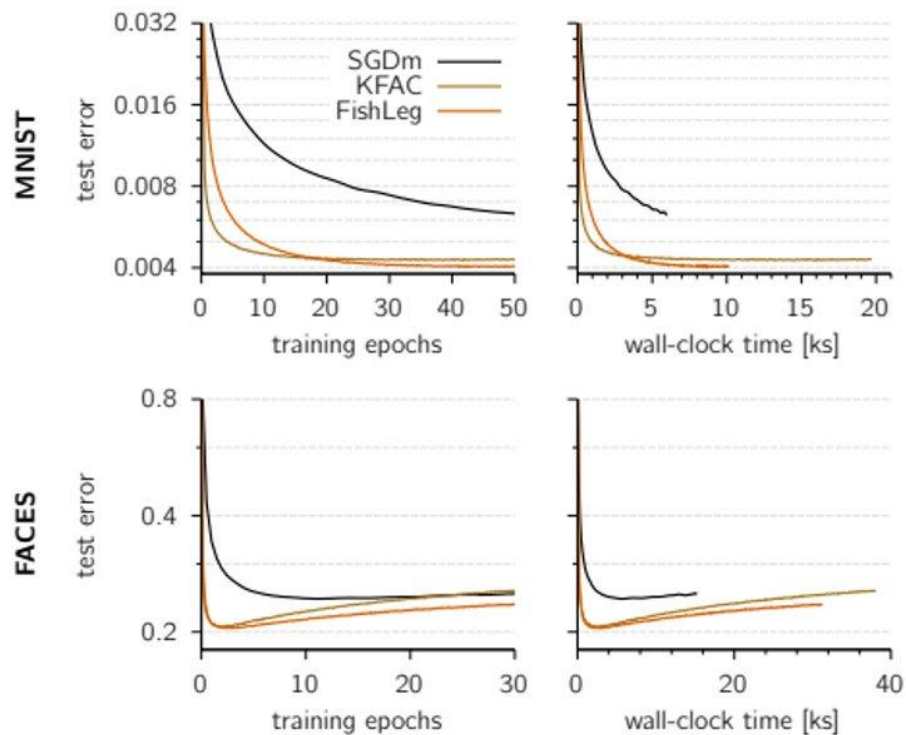 MNIST
test error
0.032
0.016
0.008
0.004
SGDm
KFAC
FishLeg
0 10 20 30 40 50
training epochs
0 5 10 15 20
wall-clock time [ks]
FACES
test error
0.8
0.4
0.2
0 10 20 30
training epochs
0 20 40
wall-clock time [ks]